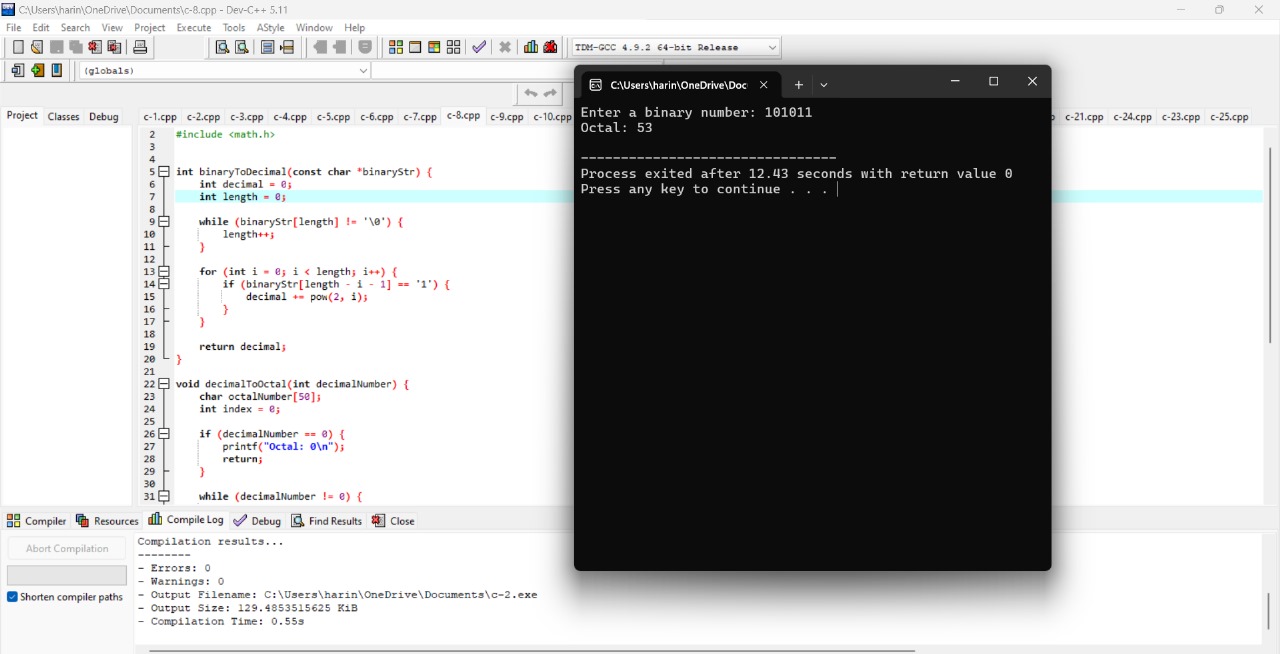 C:\Users\harin\OneDrive\Documents\c-8.cpp - Dev-C++ 5.11
File Edit Search View Project Execute Tools AStyle Window Help
TDM-GCC 4.9.2 64-bit Release
(globals)
Project Classes Debug
c-1.cpp c-2.cpp c-3.cpp c-4.cpp c-5.cpp c-6.cpp c-7.cpp c-8.cpp c-9.cpp c-10.cpp c-21.cpp c-24.cpp c-23.cpp c-25.cpp
2 #include <math.h>
3
4
5 int binaryToDecimal(const char *binaryStr) {
6 int decimal = 0;
7 int length = 0;
8
9 while (binaryStr[length] != '\0') {
10 length++;
11 }
12
13 for (int i = 0; i < length; i++) {
14 if (binaryStr[length - i - 1] == '1') {
15 decimal += pow(2, i);
16 }
17 }
18
19 return decimal;
20 }
21
22 void decimalToOctal(int decimalNumber) {
23 char octalNumber[50];
24 int index = 0;
25
26 if (decimalNumber == 0) {
27 printf("Octal: 0\n");
28 return;
29 }
30
31 while (decimalNumber != 0) {
C:\Users\harin\OneDrive\Doc
Enter a binary number: 101011
Octal: 53
--------------------------------
Process exited after 12.43 seconds with return value 0
Press any key to continue . . .
Compiler Resources Compile Log Debug Find Results Close
Abort Compilation
Shorten compiler paths
Compilation results...
--------
- Errors: 0
- Warnings: 0
- Output Filename: C:\Users\harin\OneDrive\Documents\c-2.exe
- Output Size: 129.4853515625 KiB
- Compilation Time: 0.55s